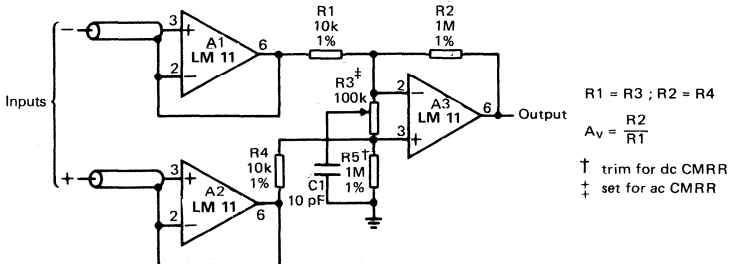 Inputs
−
+
3
+
A1
LM 11
6
2
−
R1
10k
1%
R2
1M
1%
R3‡
100k
2
−
A3
LM 11
6
3
+
Output
3
+
A2
LM 11
6
2
−
R4
10k
1%
C1
10 pF
R5†
1M
1%
R1 = R3 ; R2 = R4
Av = R2
R1
† trim for dc CMRR
‡ set for ac CMRR